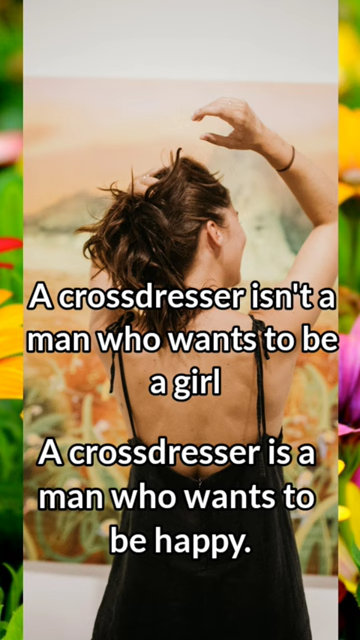 A crossdresser isn't a
man who wants to be
a girl
A crossdresser is a
man who wants to
be happy.